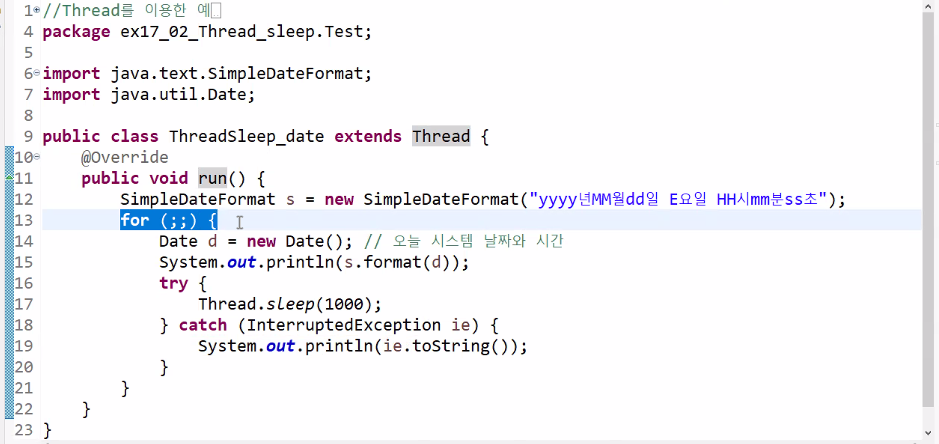 1 //Thread를 이용한 예
4 package ex17_02_Thread_sleep.Test;
5
6 import java.text.SimpleDateFormat;
7 import java.util.Date;
8
9 public class ThreadSleep_date extends Thread {
10     @Override
11     public void run() {
12         SimpleDateFormat s = new SimpleDateFormat("yyyy년MM월dd일 E요일 HH시mm분ss초");
13         for (;;) {
14             Date d = new Date(); // 오늘 시스템 날짜와 시간
15             System.out.println(s.format(d));
16             try {
17                 Thread.sleep(1000);
18             } catch (InterruptedException ie) {
19                 System.out.println(ie.toString());
20             }
21         }
22     }
23 }